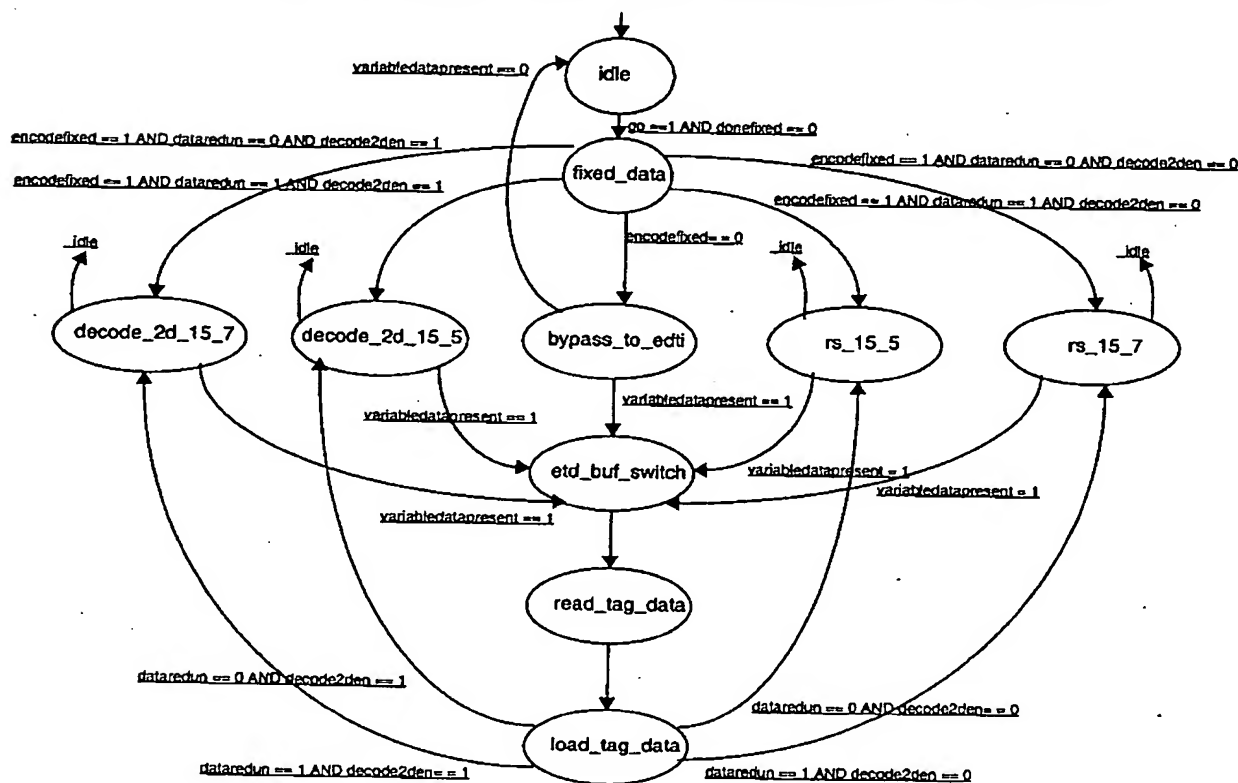 idle
variabledatapresent == 0
go ==1 AND donefixed == 0
encodefixed == 1 AND dataredun == 0 AND decode2den == 1
encodefixed == 1 AND dataredun == 0 AND decode2den == 0
fixed_data
encodefixed == 1 AND dataredun == 1 AND decode2den == 1
encodefixed == 1 AND dataredun == 1 AND decode2den == 0
encodefixed= = 0
_idle
_idle
_idle
_idle
decode_2d_15_7
decode_2d_15_5
bypass_to_edti
rs_15_5
rs_15_7
variabledatapresent == 1
variabledatapresent == 1
etd_buf_switch
variabledatapresent = 1
variabledatapresent = 1
variabledatapresent == 1
read_tag_data
dataredun == 0 AND decode2den == 1
dataredun == 0 AND decode2den= = 0
load_tag_data
dataredun == 1 AND decode2den= = 1
dataredun == 1 AND decode2den == 0